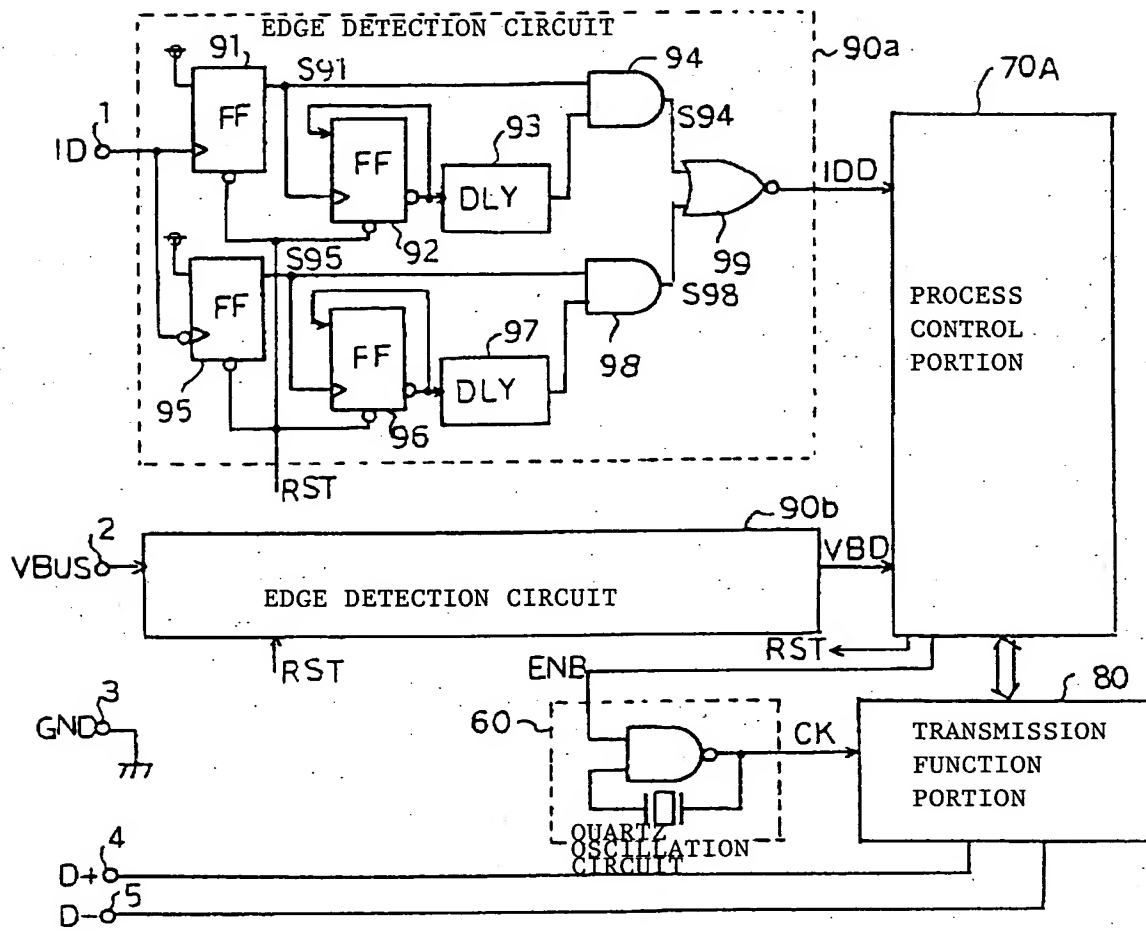 EDGE DETECTION CIRCUIT
90a
91
S91
94
70A
FF
1
ID
93
S94
FF
DLY
IDD
92
99
S95
S98
FF
97
PROCESS
CONTROL
PORTION
FF
DLY
98
95
96
RST
90b
2
VBUS
VBD
EDGE DETECTION CIRCUIT
RST
RST
ENB
80
3
GND
60
CK
TRANSMISSION
FUNCTION
PORTION
QUARTZ
OSCILLATION
CIRCUIT
4
D+
5
D-